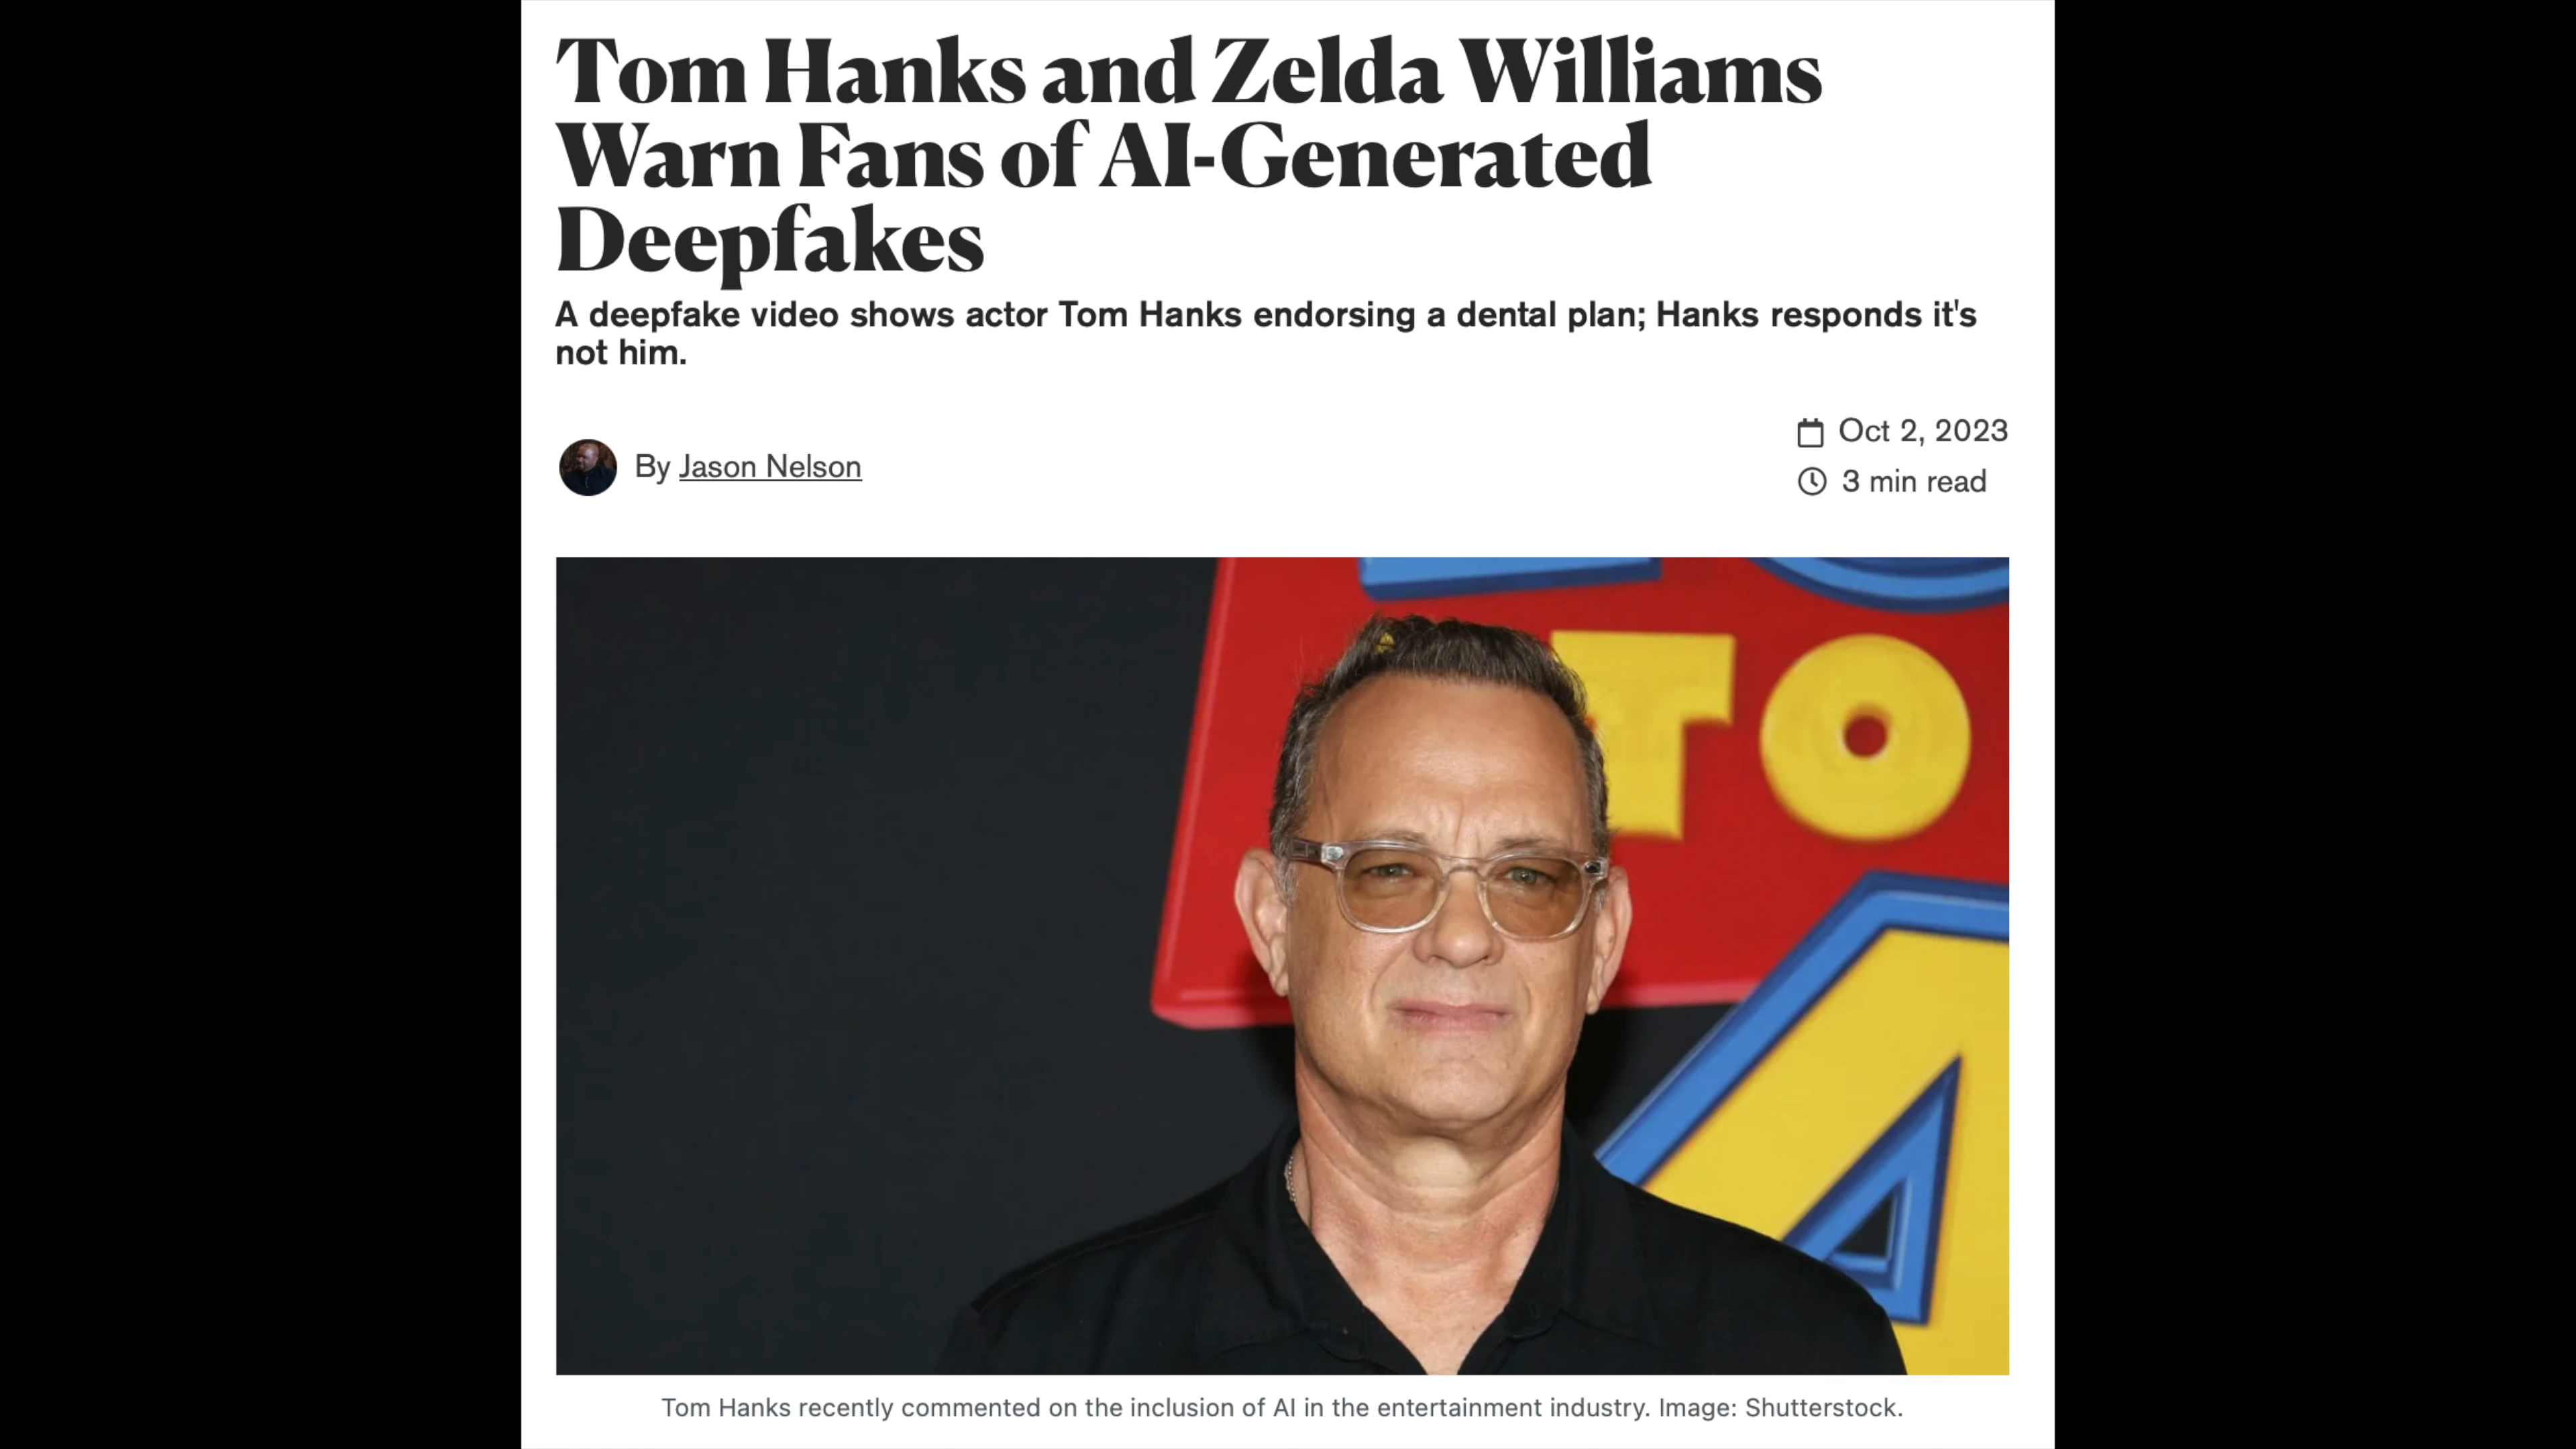 Tom Hanks and Zelda Williams
Warn Fans of AI-Generated
Deepfakes
A deepfake video shows actor Tom Hanks endorsing a dental plan; Hanks responds it's
not him.
By Jason Nelson
Oct 2, 2023
3 min read
TO
Tom Hanks recently commented on the inclusion of AI in the entertainment industry. Image: Shutterstock.